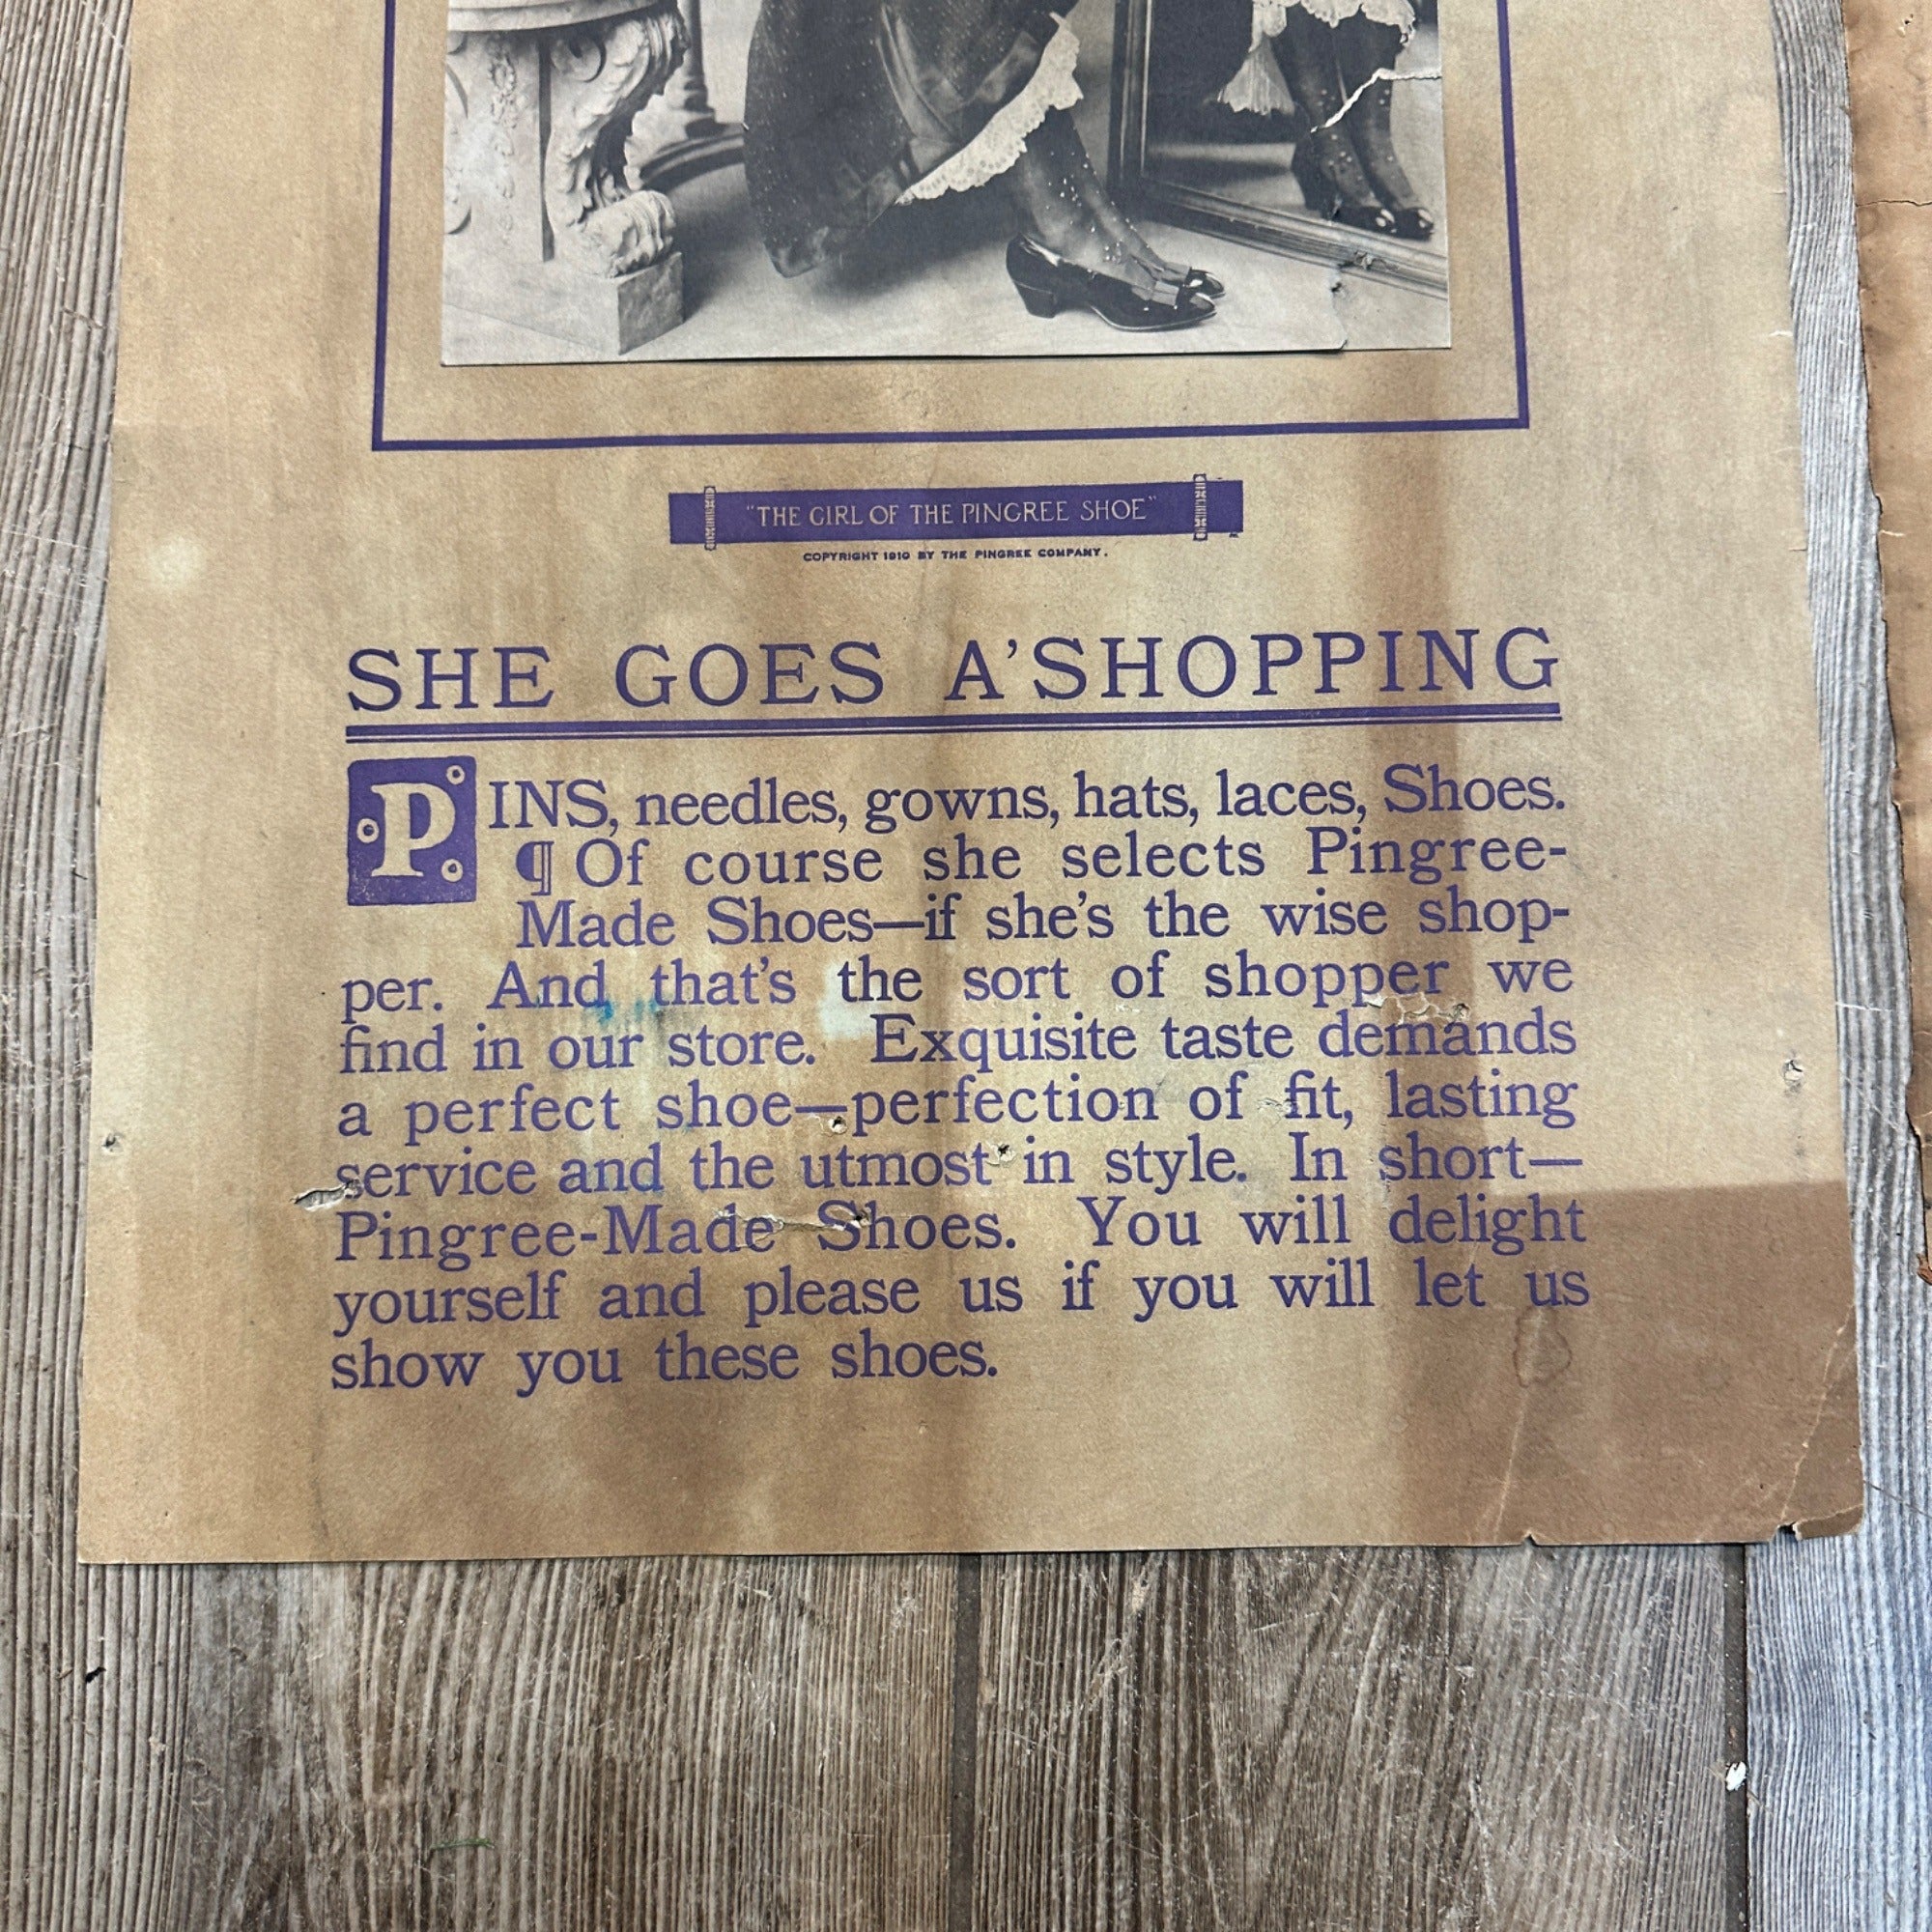 "THE GIRL OF THE PINGREE SHOE"
COPYRIGHT 1910 BY THE PINGREE COMPANY.
SHE GOES A'SHOPPING
PINS, needles, gowns, hats, laces, Shoes.
¶ Of course she selects Pingree-
Made Shoes—if she's the wise shop-
per. And that's the sort of shopper we
find in our store. Exquisite taste demands
a perfect shoe—perfection of fit, lasting
service and the utmost in style. In short—
Pingree-Made Shoes. You will delight
yourself and please us if you will let us
show you these shoes.